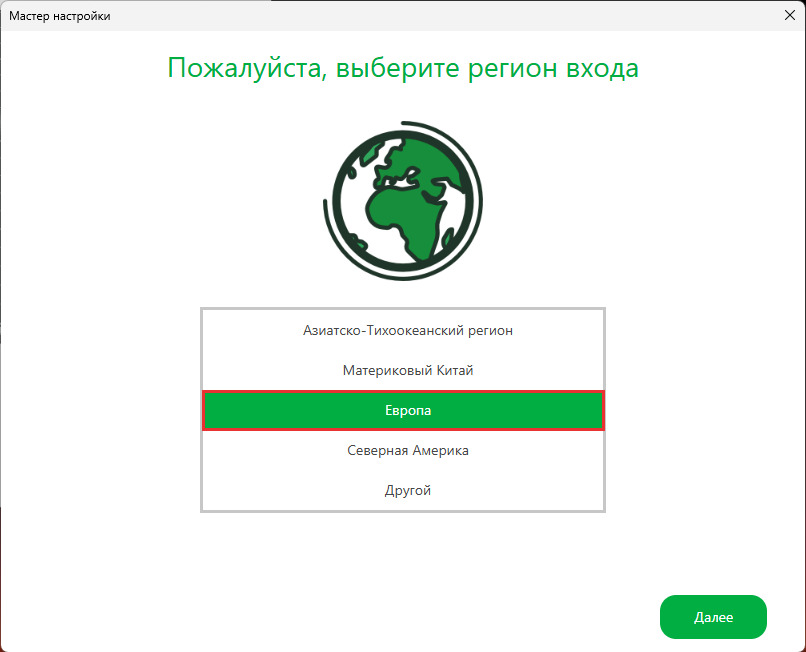 Мастер настройки
Пожалуйста, выберите регион входа
Азиатско-Тихоокеанский регион
Материковый Китай
Европа
Северная Америка
Другой
Далее